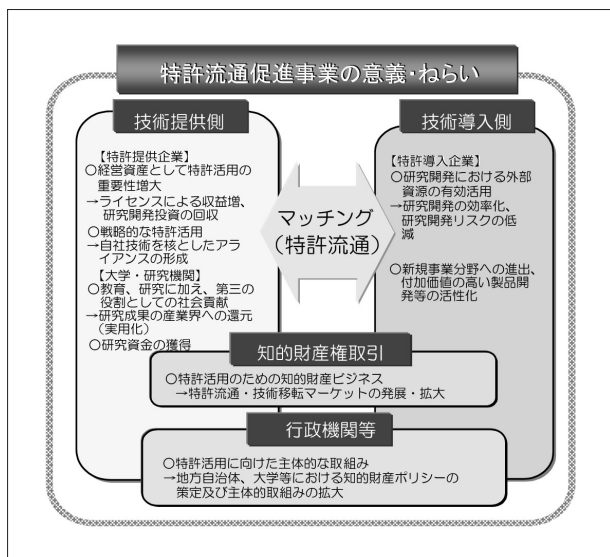 特許流通促進事業の意義・ねらい
技術提供側
【特許提供企業】
○経営資産として特許活用の
重要性増大
→ライセンスによる収益増、
研究開発投資の回収
○戦略的な特許活用
→自社技術を核としたアラ
イアンスの形成
【大学・研究機関】
○教育、研究に加え、第三の
役割としての社会貢献
→研究成果の産業界への還元
（実用化）
○研究資金の獲得
マッチング
（特許流通）
技術導入側
【特許導入企業】
○研究開発における外部
資源の有効活用
→研究開発の効率化、
研究開発リスクの低
減
○新規事業分野への進出、
付加価値の高い製品開
発等の活性化
知的財産権取引
○特許活用のための知的財産ビジネス
→特許流通・技術移転マーケットの発展・拡大
行政機関等
○特許活用に向けた主体的な取組み
→地方自治体、大学等における知的財産ポリシーの
策定及び主体的取組みの拡大